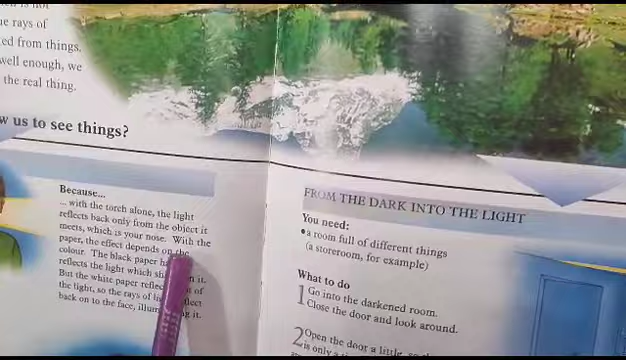 rays of
ed from things.
well enough, we
the real thing.
w us to see things?
Because...
... with the torch alone, the light
reflects back only from the object it
meets, which is your nose. With the
paper, the effect depends on the
colour. The black paper
reflects the light which it.
But the white paper of
the light, so the rays of
back on to the face, it.
FROM THE DARK INTO THE LIGHT
You need:
•a room full of different things
(a storeroom, for example)
What to do
1 Go into the darkened room.
Close the door and look around.
2 Open the door a little, so
is only a